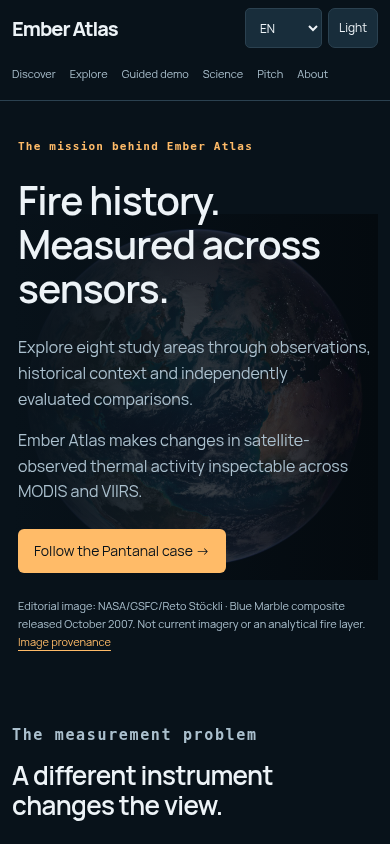 Ember Atlas
EN
Light
Discover Explore Guided demo Science Pitch About
The mission behind Ember Atlas
Fire history.
Measured across
sensors.
Explore eight study areas through observations,
historical context and independently
evaluated comparisons.
Ember Atlas makes changes in satellite-
observed thermal activity inspectable across
MODIS and VIIRS.
Follow the Pantanal case →
Editorial image: NASA/GSFC/Reto Stöckli · Blue Marble composite
released October 2007. Not current imagery or an analytical fire layer.
Image provenance
The measurement problem
A different instrument
changes the view.